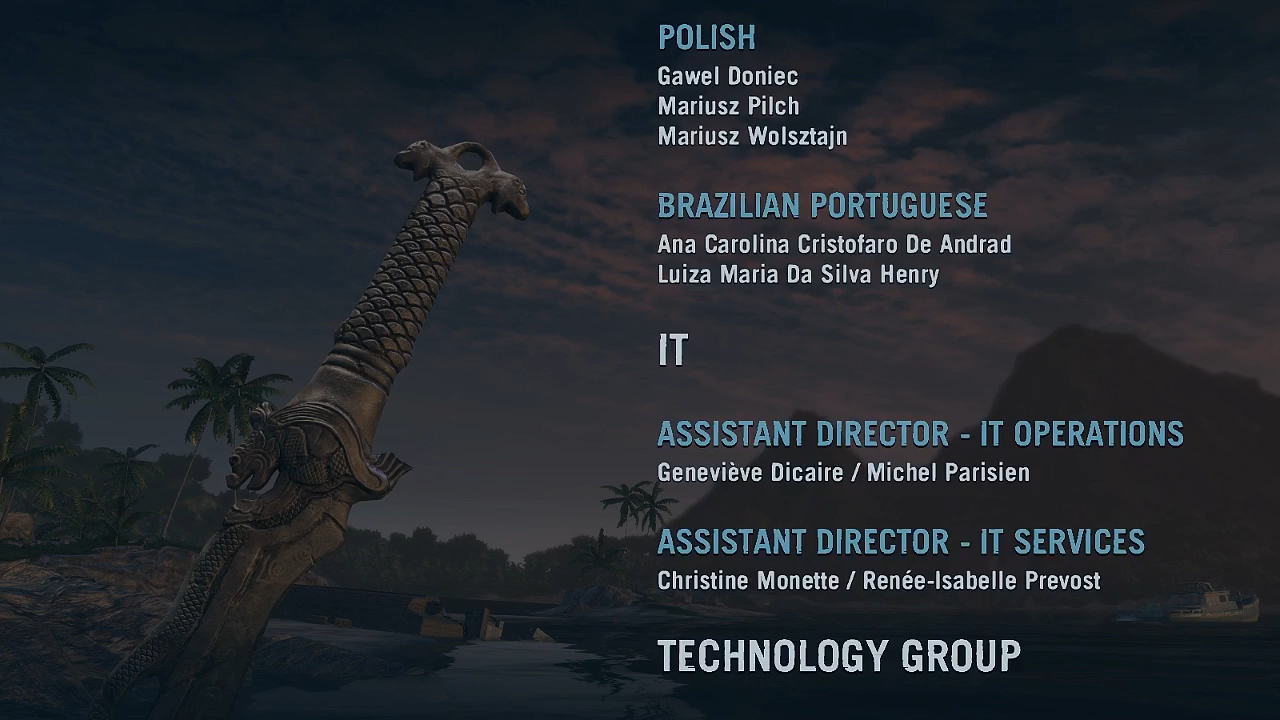 POLISH
Gawel Doniec
Mariusz Pilch
Mariusz Wolsztajn
BRAZILIAN PORTUGUESE
Ana Carolina Cristofaro De Andrad
Luiza Maria Da Silva Henry
IT
ASSISTANT DIRECTOR - IT OPERATIONS
Geneviève Dicaire / Michel Parisien
ASSISTANT DIRECTOR - IT SERVICES
Christine Monette / Renée-Isabelle Prevost
TECHNOLOGY GROUP